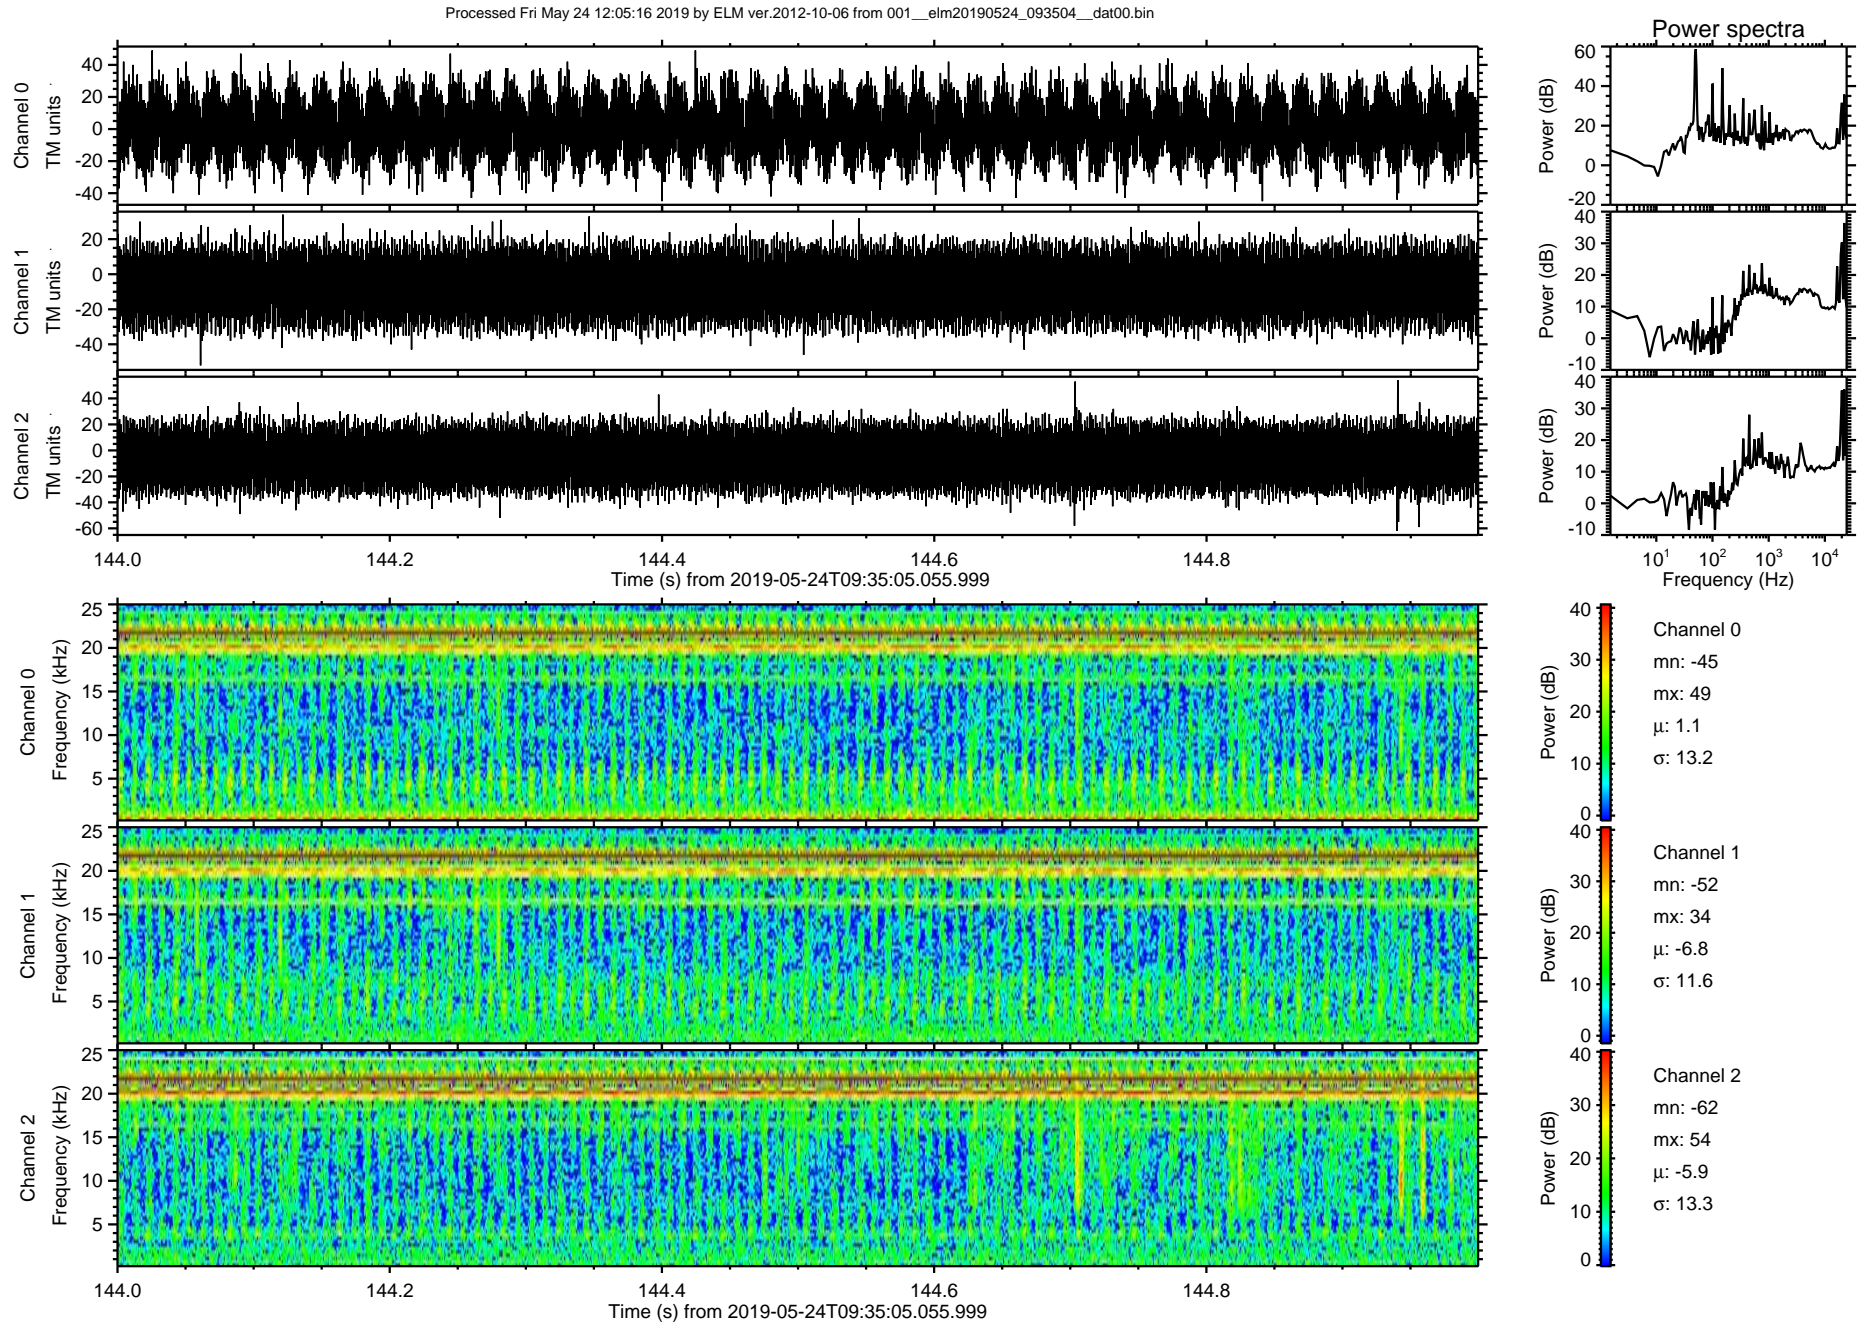 Processed Fri May 24 12:05:16 2019 by ELM ver.2012-10-06 from 001__elm20190524_093504__dat00.bin
Power spectra
Channel 0
TM units
40
20
0
-20
-40
Power (dB)
60
40
20
0
-20
Channel 1
TM units
20
0
-20
-40
Power (dB)
40
30
20
10
0
-10
Channel 2
TM units
40
20
0
-20
-40
-60
Power (dB)
40
30
20
10
0
-10
144.0 144.2 144.4 144.6 144.8
Time (s) from 2019-05-24T09:35:05.055.999
10^1 10^2 10^3 10^4
Frequency (Hz)
Channel 0
Frequency (kHz)
25
20
15
10
5
Power (dB)
40
30
20
10
0
Channel 0
mn: -45
mx: 49
μ: 1.1
σ: 13.2
Channel 1
Frequency (kHz)
25
20
15
10
5
Power (dB)
40
30
20
10
0
Channel 1
mn: -52
mx: 34
μ: -6.8
σ: 11.6
Channel 2
Frequency (kHz)
25
20
15
10
5
Power (dB)
40
30
20
10
0
Channel 2
mn: -62
mx: 54
μ: -5.9
σ: 13.3
144.0 144.2 144.4 144.6 144.8
Time (s) from 2019-05-24T09:35:05.055.999